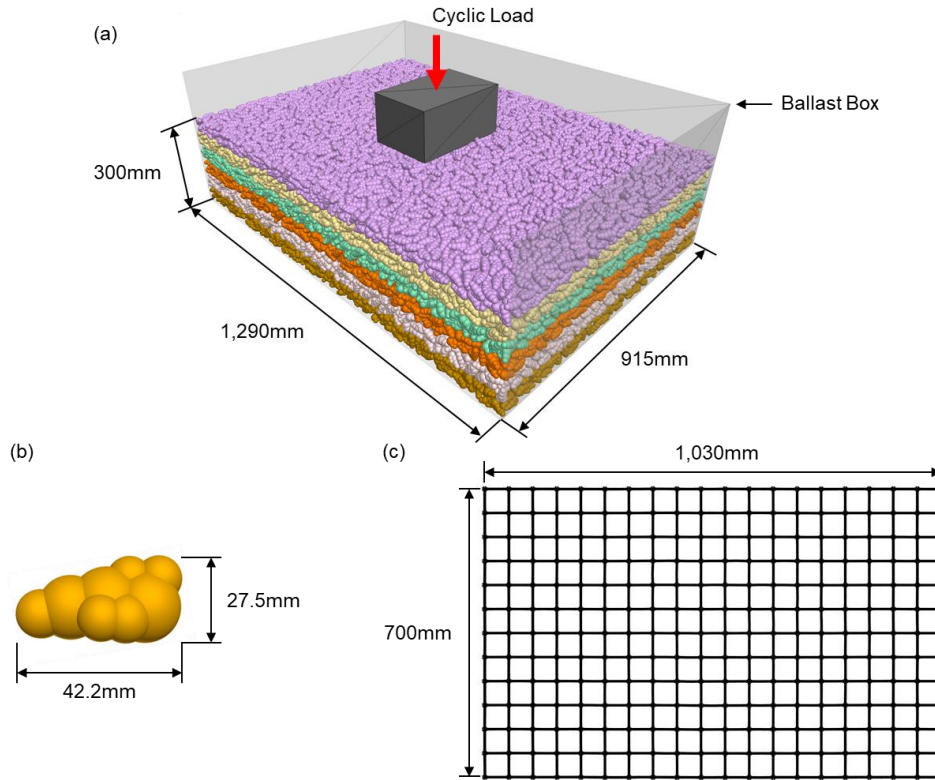 Cyclic Load
(a)
Ballast Box
300mm
1,290mm
915mm
(b)
(c)
1,030mm
27.5mm
700mm
42.2mm